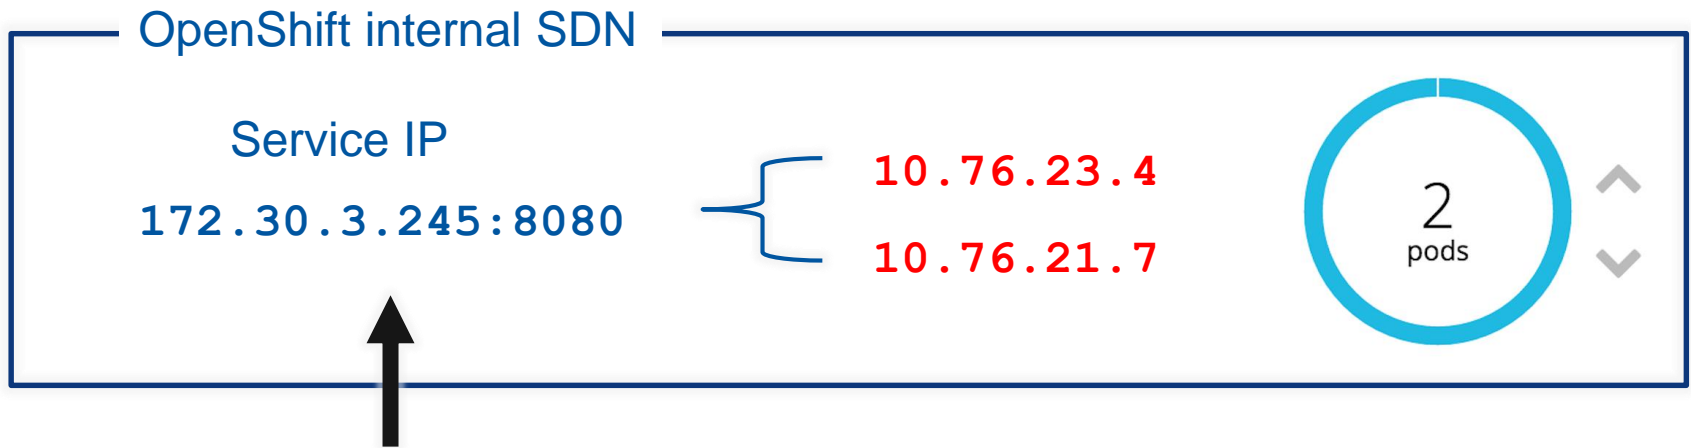 OpenShift internal SDN
Service IP
172.30.3.245:8080
10.76.23.4
10.76.21.7
2
pods